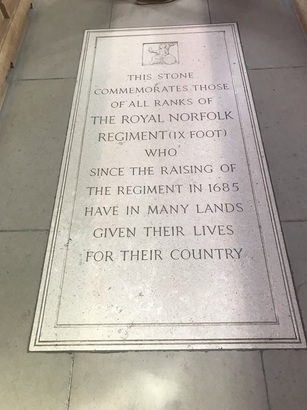 THIS STONE
COMMEMORATES THOSE
OF ALL RANKS OF
THE ROYAL NORFOLK
REGIMENT (IX FOOT)
WHO
SINCE THE RAISING OF
THE REGIMENT IN 1685
HAVE IN MANY LANDS
GIVEN THEIR LIVES
FOR THEIR COUNTRY